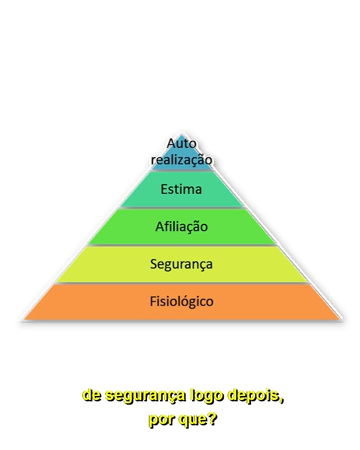 Auto
realização
Estima
Afiliação
Segurança
Fisiológico
de segurança logo depois,
por que?